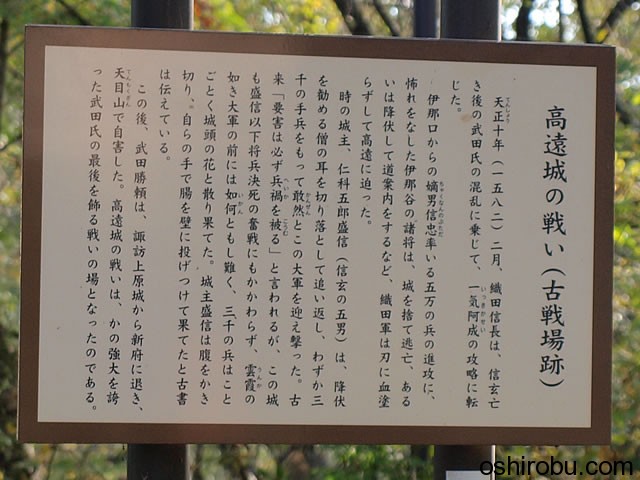 高遠城の戦い(古戦場跡)
天正十年(一五八二)二月、織田信長は、信玄亡
き後の武田氏の混乱に乗じて、一気阿成の攻略に転
じた。
伊那口からの嫡男信忠率いる五万の兵の進攻に、
怖れをなした伊那谷の諸将は、城を捨て逃亡、ある
いは降伏して道案内をするなど、織田軍は刃に血塗
らずして高遠に迫った。
時の城主、仁科五郎盛信(信玄の五男)は、降伏
を勧める僧の耳を切り落として追い返し、わずか三
千の手兵をもって敢然とこの大軍を迎え撃った。古
来「要害は必ず兵禍を被る」と言われるが、この城
も盛信以下将兵決死の奮戦にもかかわらず、雲霞の
如き大軍の前には如何ともし難く、三千の兵はこと
ごとく城頭の花と散り果てた。城主盛信は腹をかき
切り、自らの手で腸を壁に投げつけて果てたと古書
は伝えている。
この後、武田勝頼は、諏訪上原城から新府に退き、
天目山で自害した。高遠城の戦いは、かの強大を誇
った武田氏の最後を飾る戦いの場となったのである。
oshirobu.com